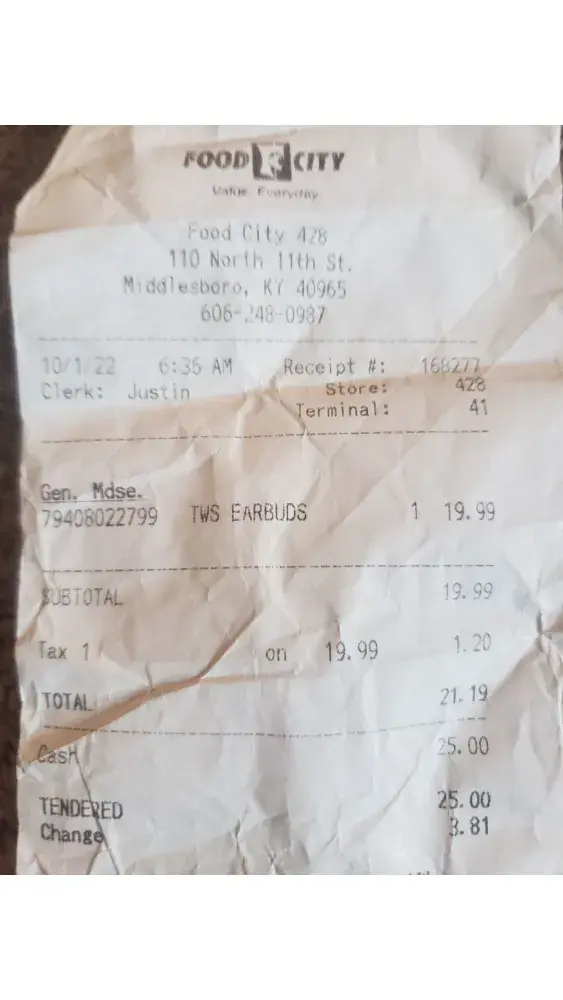 FOOD CITY
Value. Everyday.
Food City 428
110 North 11th St.
Middlesboro, KY 40965
606-248-0987
10/1/22 6:35 AM Receipt #: 168277
Clerk: Justin Store: 428
Terminal: 41
Gen. Mdse.
79408022799 TWS EARBUDS 1 19.99
SUBTOTAL 19.99
Tax 1 on 19.99 1.20
TOTAL 21.19
Cash 25.00
TENDERED 25.00
Change 3.81